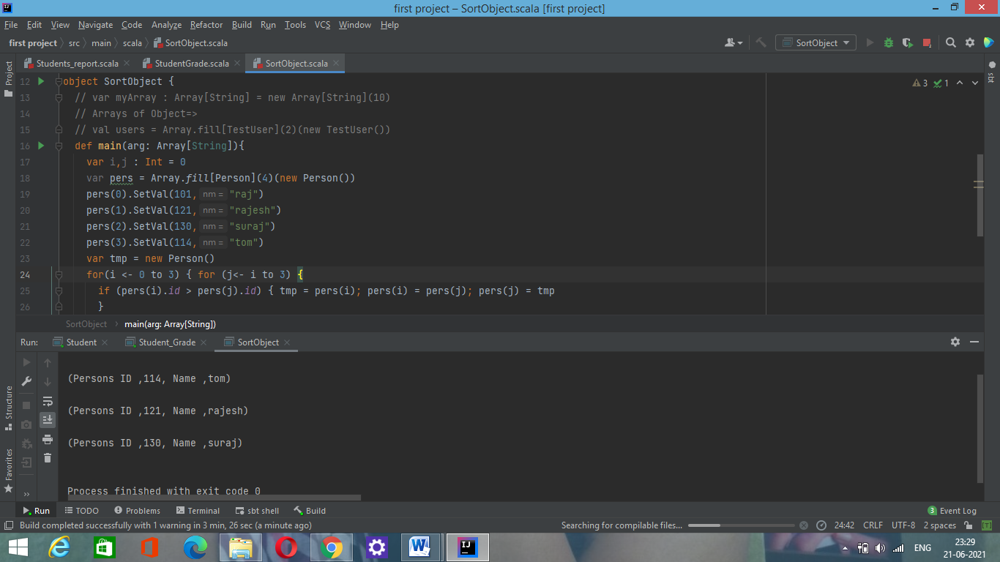 first project – SortObject.scala [first project]
File Edit View Navigate Code Analyze Refactor Build Run Tools VCS Window Help
first project src main scala SortObject.scala SortObject
Project
Students_report.scala StudentGrade.scala SortObject.scala
sbt
3 1
12 object SortObject {
13 // var myArray : Array[String] = new Array[String](10)
14 // Arrays of Object=>
15 // val users = Array.fill[TestUser](2)(new TestUser())
16 def main(arg: Array[String]){
17 var i,j : Int = 0
18 var pers = Array.fill[Person](4)(new Person())
19 pers(0).SetVal(101, nm = "raj")
20 pers(1).SetVal(121, nm = "rajesh")
21 pers(2).SetVal(130, nm = "suraj")
22 pers(3).SetVal(114, nm = "tom")
23 var tmp = new Person()
24 for(i <- 0 to 3) { for (j<- i to 3) {
25 if (pers(i).id > pers(j).id) { tmp = pers(i); pers(i) = pers(j); pers(j) = tmp
26 }
SortObject main(arg: Array[String])
Run: Student Student_Grade SortObject
(Persons ID ,114, Name ,tom)
(Persons ID ,121, Name ,rajesh)
(Persons ID ,130, Name ,suraj)
Process finished with exit code 0
Structure
Favorites
Run TODO Problems Terminal sbt shell Build 3 Event Log
Build completed successfully with 1 warning in 3 min, 26 sec (a minute ago) Searching for compilable files... 24:42 CRLF UTF-8 2 spaces [T]
W IJ ENG 23:29
21-06-2021